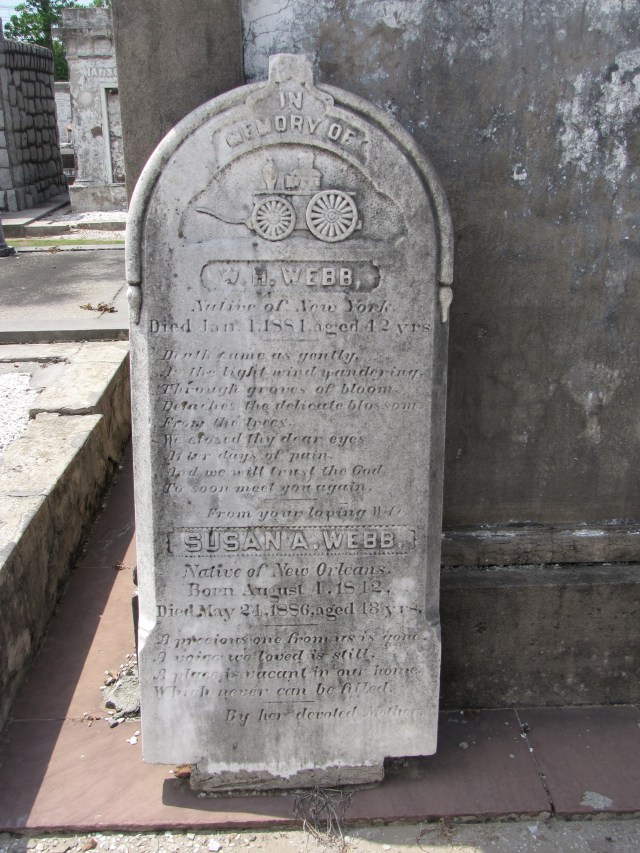 IN
MEMORY OF
W. H. WEBB,
Native of New York.
Died Jan. 1. 1881, aged 42 yrs.
Death came as gently,
As the light wind wandering,
Through groves of bloom
Detaches the delicate blossoms
From the trees.
We closed thy dear eyes
After days of pain.
And we will trust the God
To soon meet you again.
From your loving Wife
SUSAN A. WEBB
Native of New Orleans.
Born August 1. 1842.
Died May 24, 1886, aged 43 yrs.
A precious one from us is gone
A voice we loved is still.
A place is vacant in our home
Which never can be filled.
By her devoted Mother